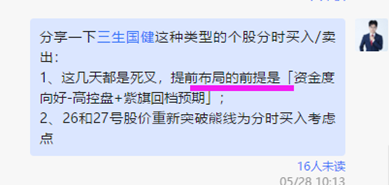 分享一下三生国健这种类型的个股分时买入/卖
出：
1、这几天都是死叉，提前布局的前提是「资金度
向好-高控盘+紫旗回档预期」；
2、26和27号股价重新突破熊线为分时买入考虑
点
16人未读
05/28 10:13